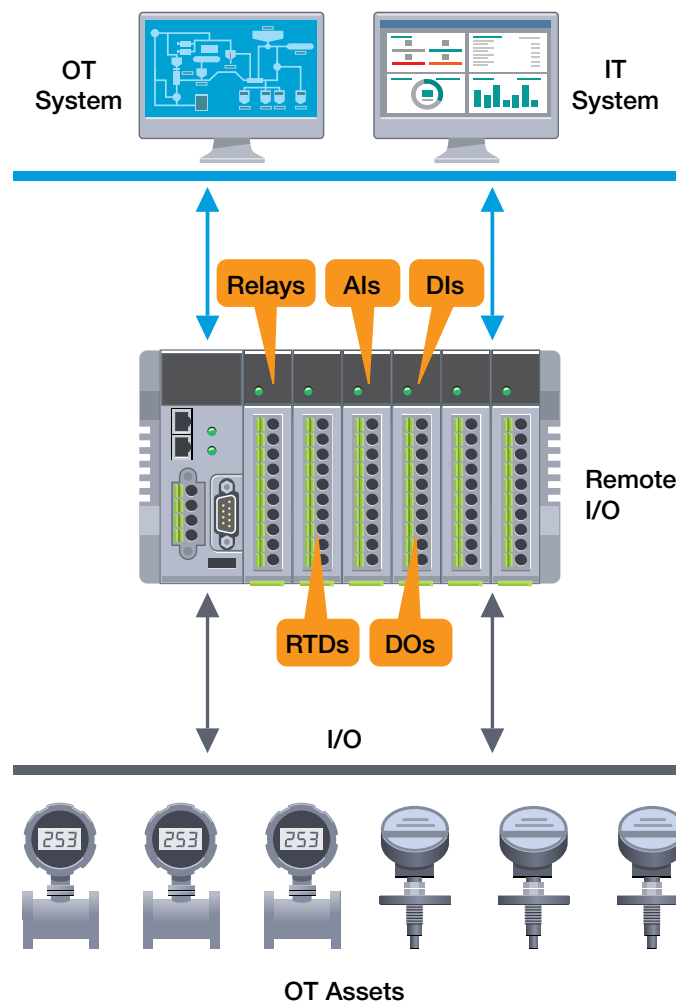 OT
System
IT
System
Relays
AIs
DIs
Remote
I/O
RTDs
DOs
I/O
253
253
253
OT Assets